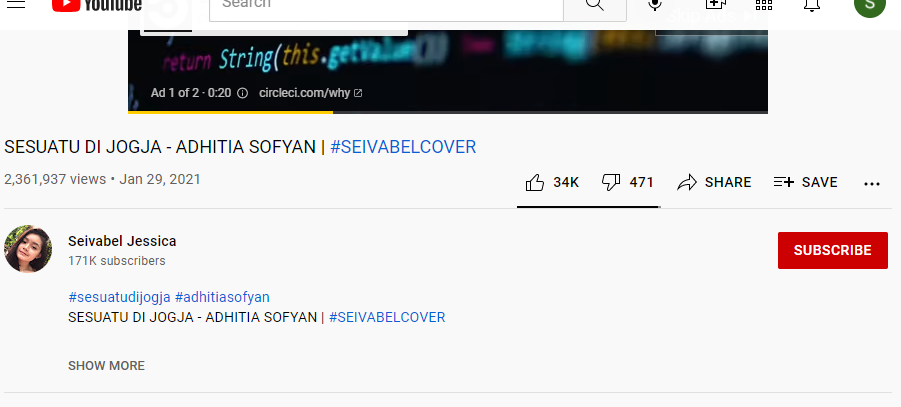 YouTube
Search
S
return String(this.getValue())
Ad 1 of 2 · 0:20 circleci.com/why
SESUATU DI JOGJA - ADHITIA SOFYAN | #SEIVABELCOVER
2,361,937 views • Jan 29, 2021
34K 471 SHARE SAVE ...
Seivabel Jessica
171K subscribers
SUBSCRIBE
#sesuatudijogja #adhitiasofyan
SESUATU DI JOGJA - ADHITIA SOFYAN | #SEIVABELCOVER
SHOW MORE